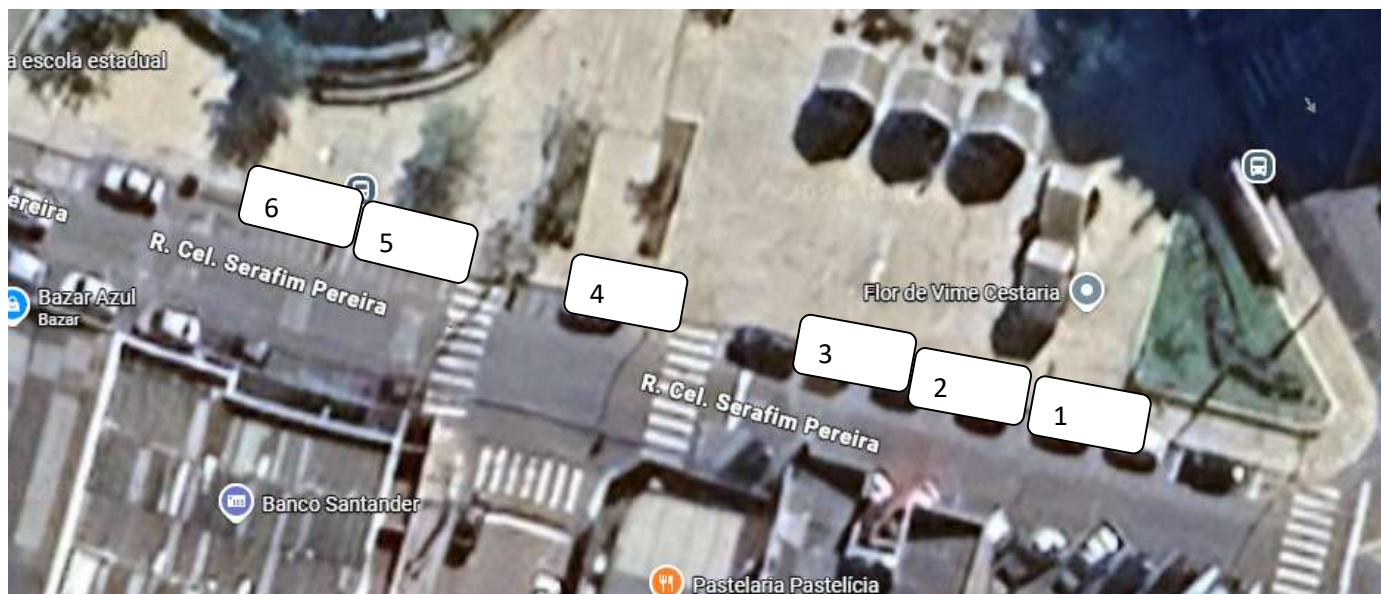 a escola estadual
ereira
6
5
R. Cel. Serafim Pereira
4
Bazar Azul
Bazar
Flor de Vime Cestaria
3
2
1
R. Cel. Serafim Pereira
Banco Santander
Pastelaria Pastelícia